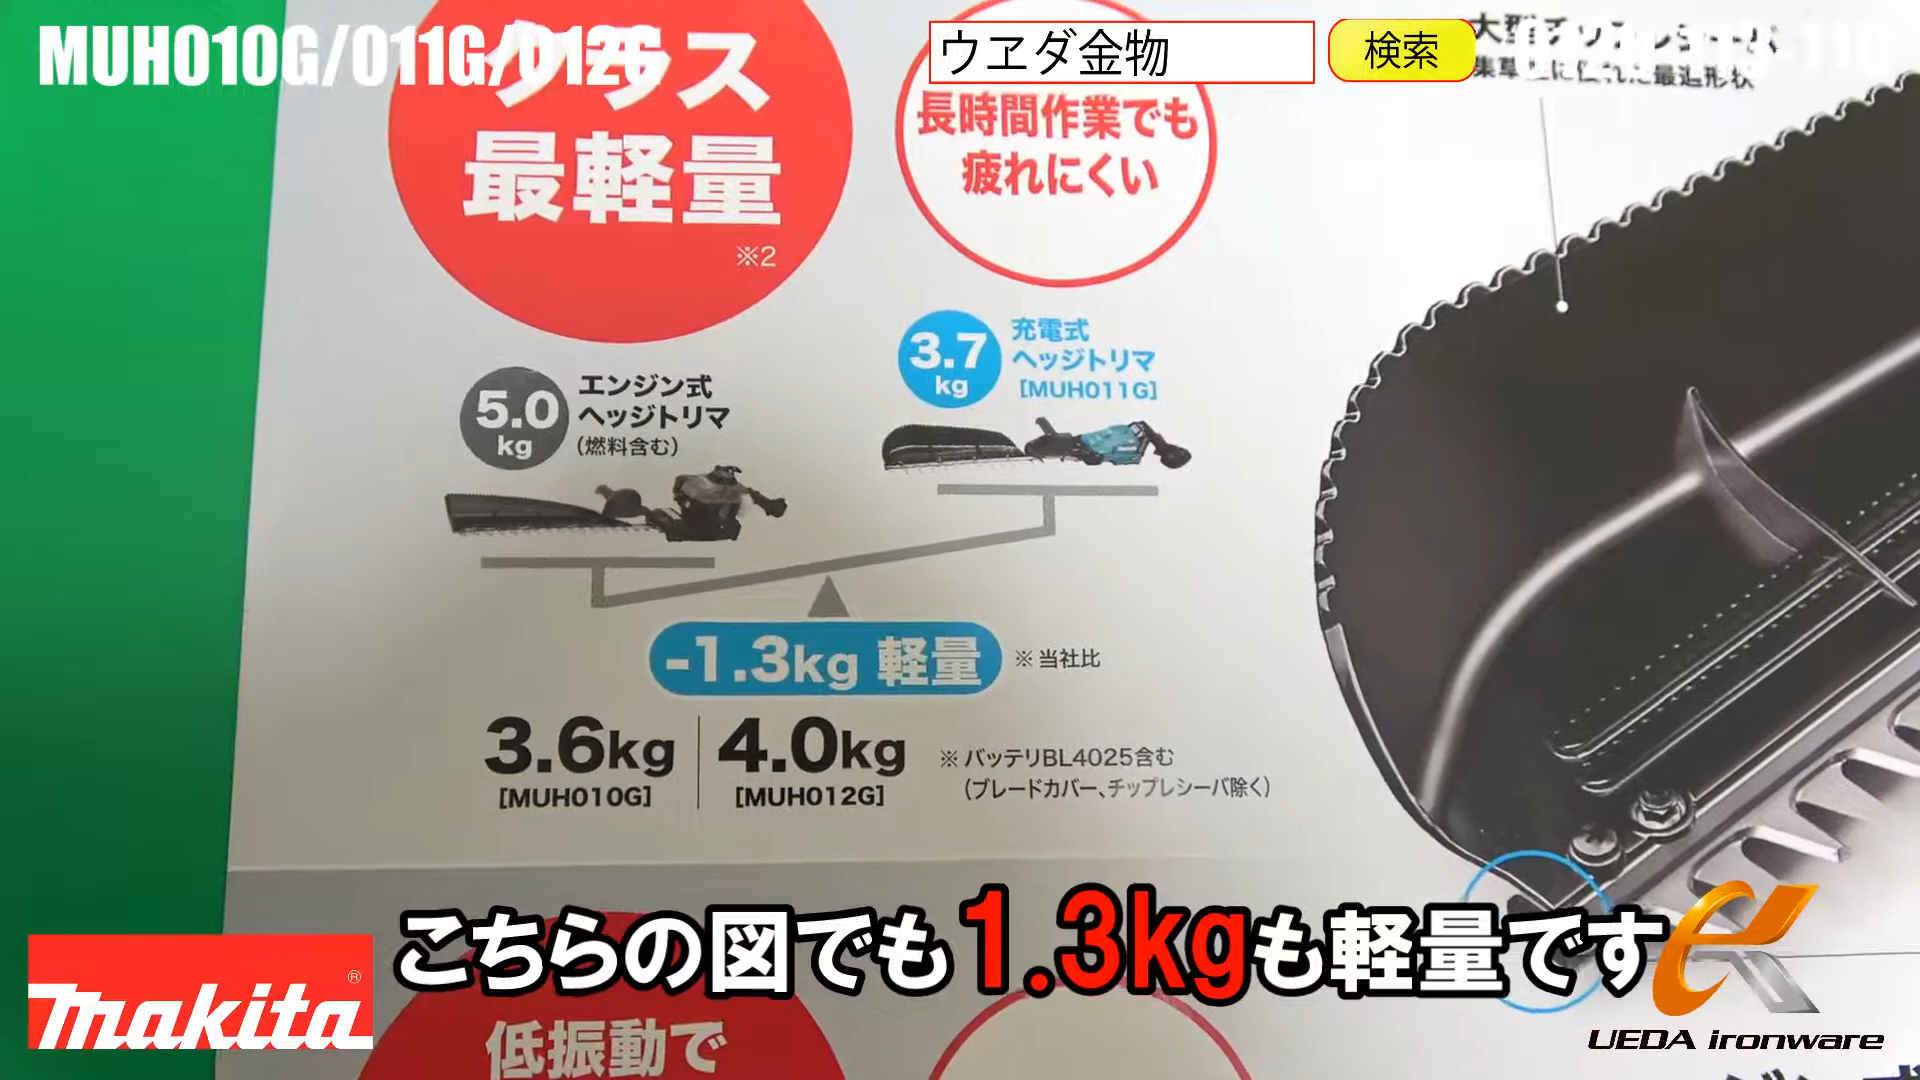 MUH010G/011G/012G
ウヱダ金物
検索
クラス
最軽量
※2
長時間作業でも
疲れにくい
5.0
kg
エンジン式
ヘッジトリマ
(燃料含む)
3.7
kg
充電式
ヘッジトリマ
[MUH011G]
-1.3kg 軽量
※ 当社比
3.6kg
[MUH010G]
4.0kg
[MUH012G]
※ バッテリBL4025含む
(ブレードカバー、チップレシーバ除く)
こちらの図でも1.3kgも軽量です
makita®
低振動で
UEDA ironware